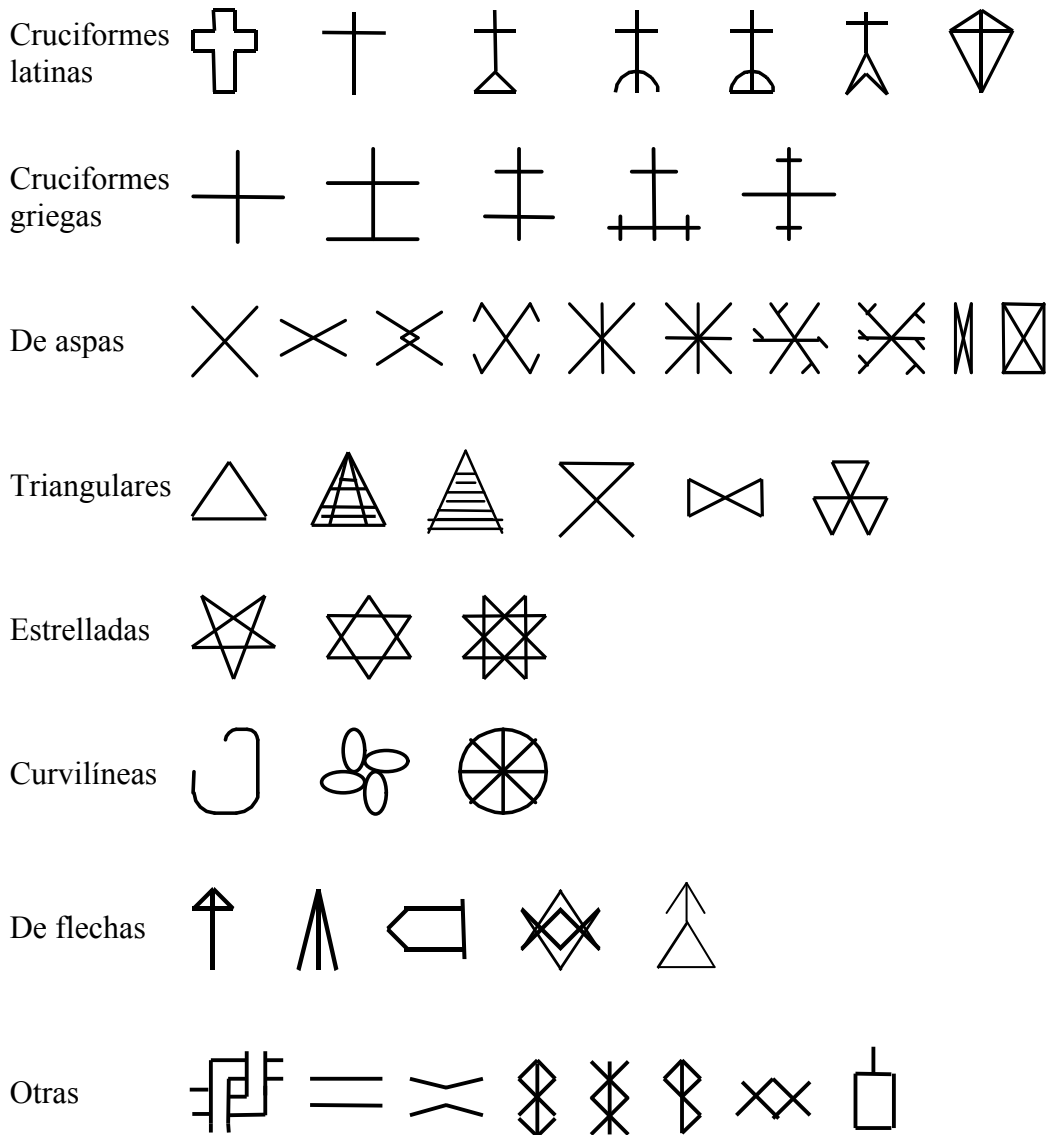 Cruciformes
latinas
Cruciformes
griegas
De aspas
Triangulares
Estrelladas
Curvilíneas
De flechas
Otras